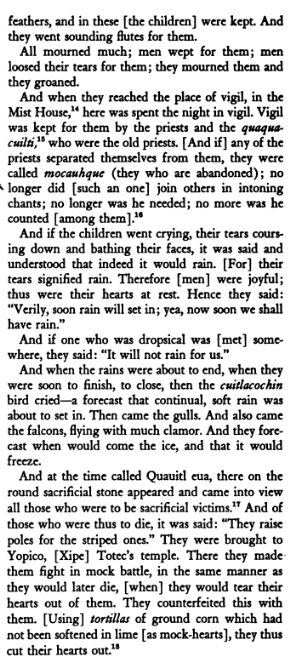 feathers, and in these [the children] were kept. And
they went sounding flutes for them.
All mourned much; men wept for them; men
loosed their tears for them; they mourned them and
they groaned.
And when they reached the place of vigil, in the
Mist House,14 here was spent the night in vigil. Vigil
was kept for them by the priests and the quaqua-
cuilti,15 who were the old priests. [And if] any of the
priests separated themselves from them, they were
called mocauhque (they who are abandoned); no
longer did [such an one] join others in intoning
chants; no longer was he needed; no more was he
counted [among them].16
And if the children went crying, their tears cours-
ing down and bathing their faces, it was said and
understood that indeed it would rain. [For] their
tears signified rain. Therefore [men] were joyful;
thus were their hearts at rest. Hence they said:
"Verily, soon rain will set in; yea, now soon we shall
have rain."
And if one who was dropsical was [met] some-
where, they said: "It will not rain for us."
And when the rains were about to end, when they
were soon to finish, to close, then the cuitlacochin
bird cried—a forecast that continual, soft rain was
about to set in. Then came the gulls. And also came
the falcons, flying with much clamor. And they fore-
cast when would come the ice, and that it would
freeze.
And at the time called Quauitl eua, there on the
round sacrificial stone appeared and came into view
all those who were to be sacrificial victims.17 And of
those who were thus to die, it was said: "They raise
poles for the striped ones." They were brought to
Yopico, [Xipe] Totec's temple. There they made
them fight in mock battle, in the same manner as
they would later die, [when] they would tear their
hearts out of them. They counterfeited this with
them. [Using] tortillas of ground corn which had
not been softened in lime [as mock-hearts], they thus
cut their hearts out.18